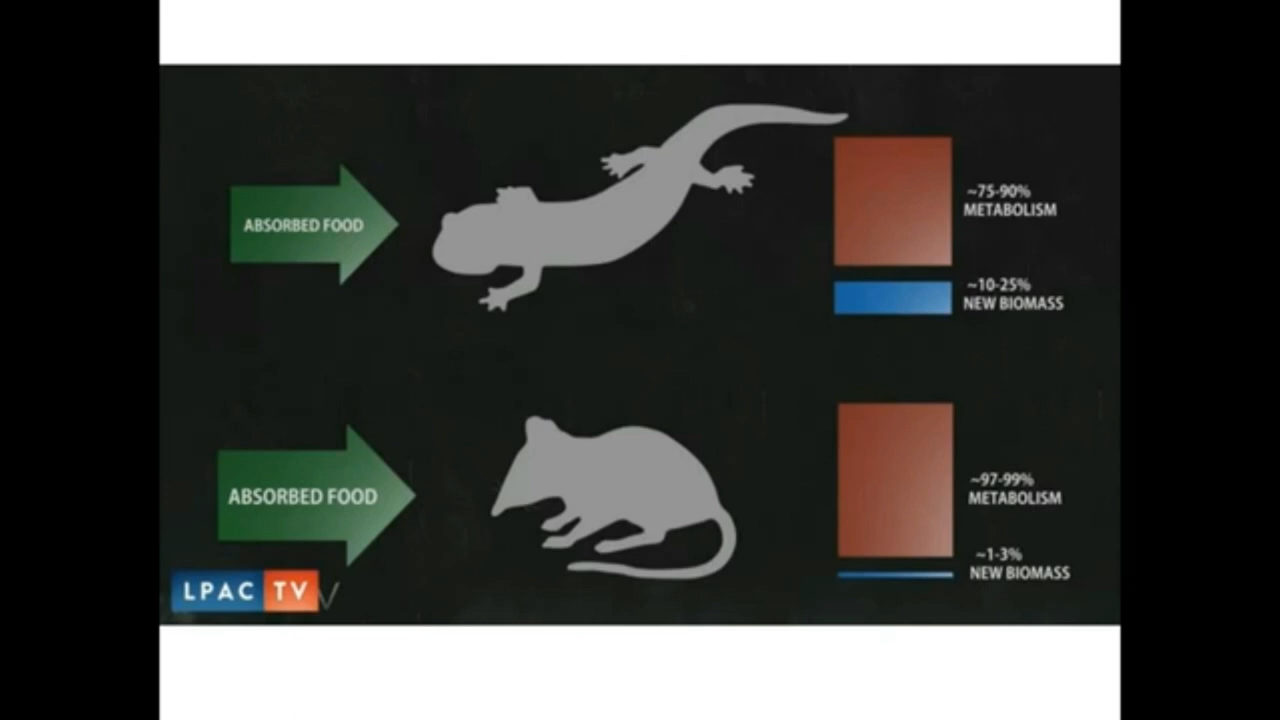 ABSORBED FOOD
~75-90%
METABOLISM
~10-25%
NEW BIOMASS
ABSORBED FOOD
~97-99%
METABOLISM
~1-3%
NEW BIOMASS
LPAC TV